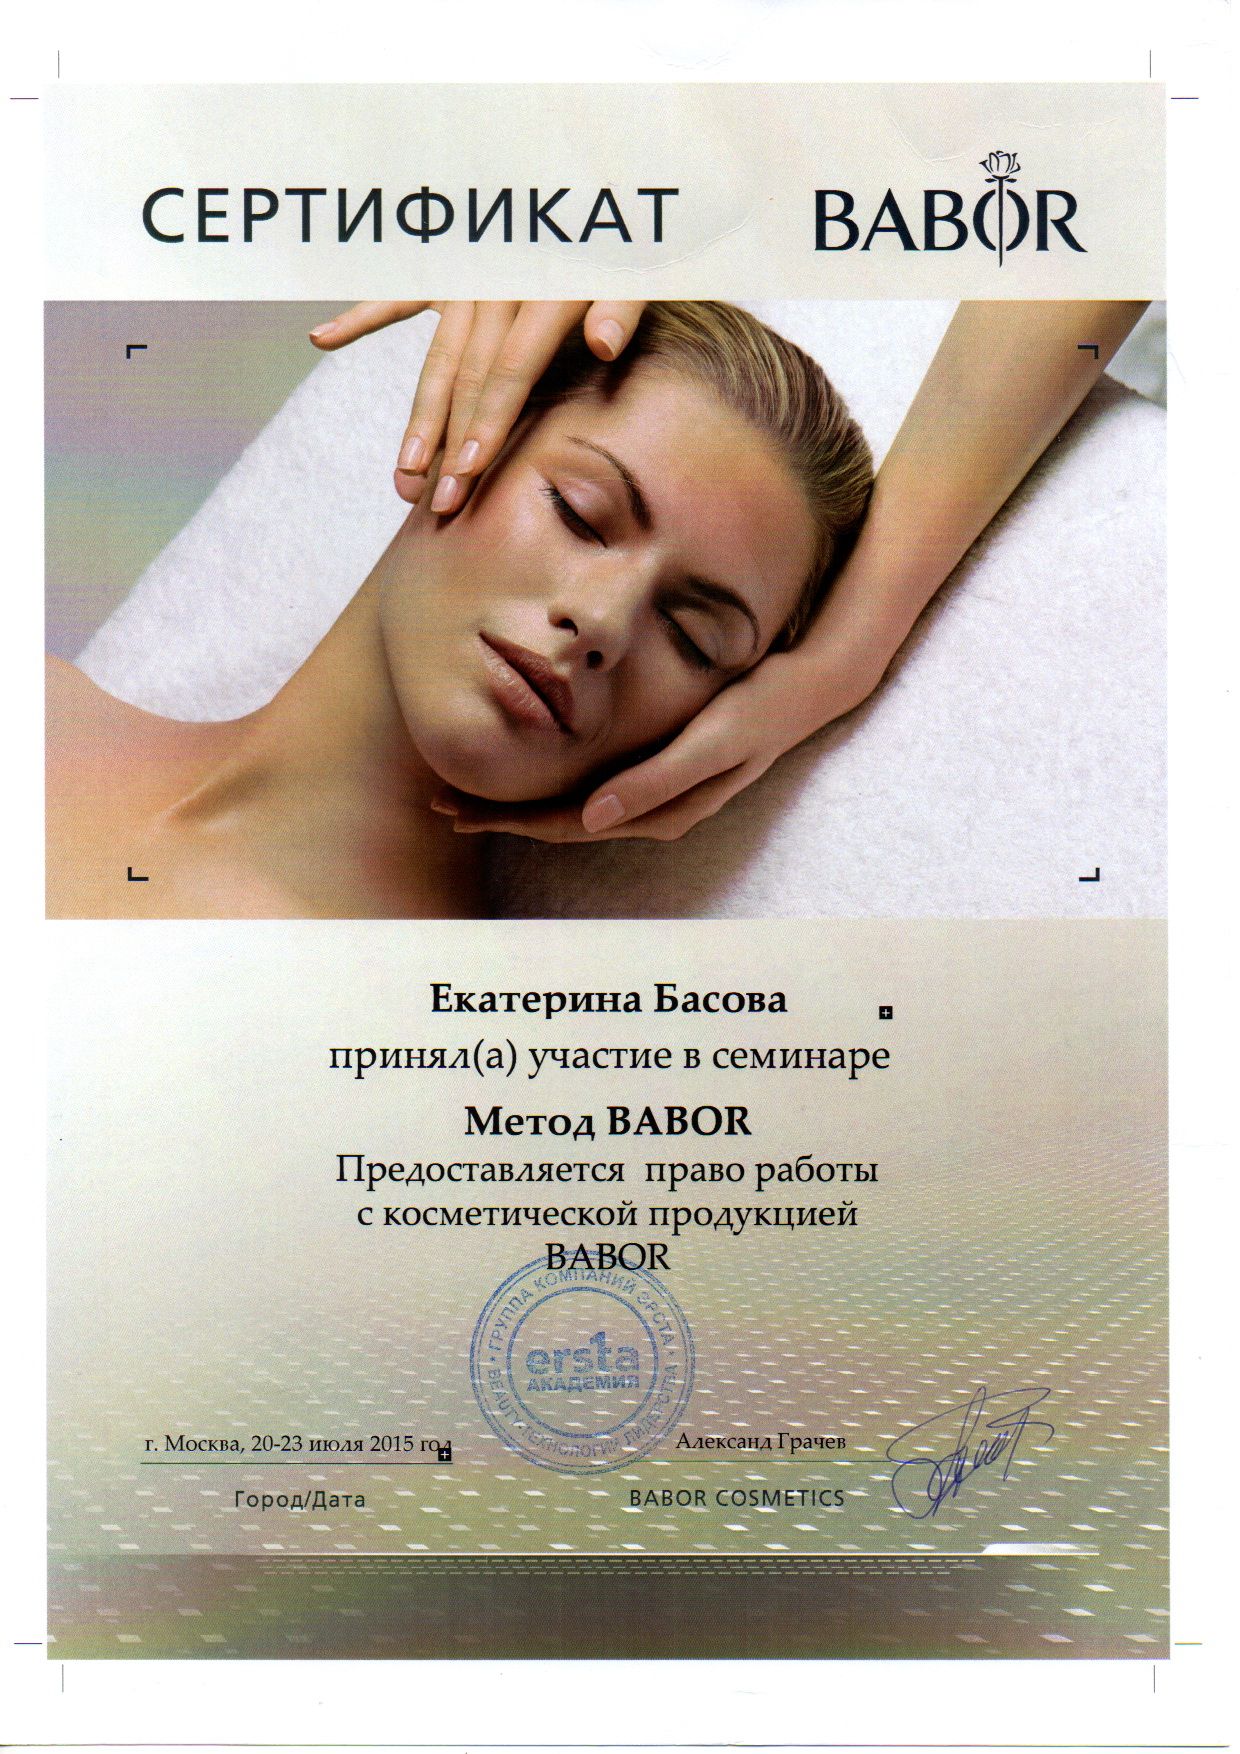 СЕРТИФИКАТ
BABOR
Екатерина Басова
принял(а) участие в семинаре
Метод BABOR
Предоставляется право работы
с косметической продукцией
BABOR
ГРУППА КОМПАНИЙ ЭРСТА
ersta
АКАДЕМИЯ
BEAUTY-ТЕХНОЛОГИИ ЛИДЕРСТВА
г. Москва, 20-23 июля 2015 год
Александ Грачев
Город/Дата
BABOR COSMETICS